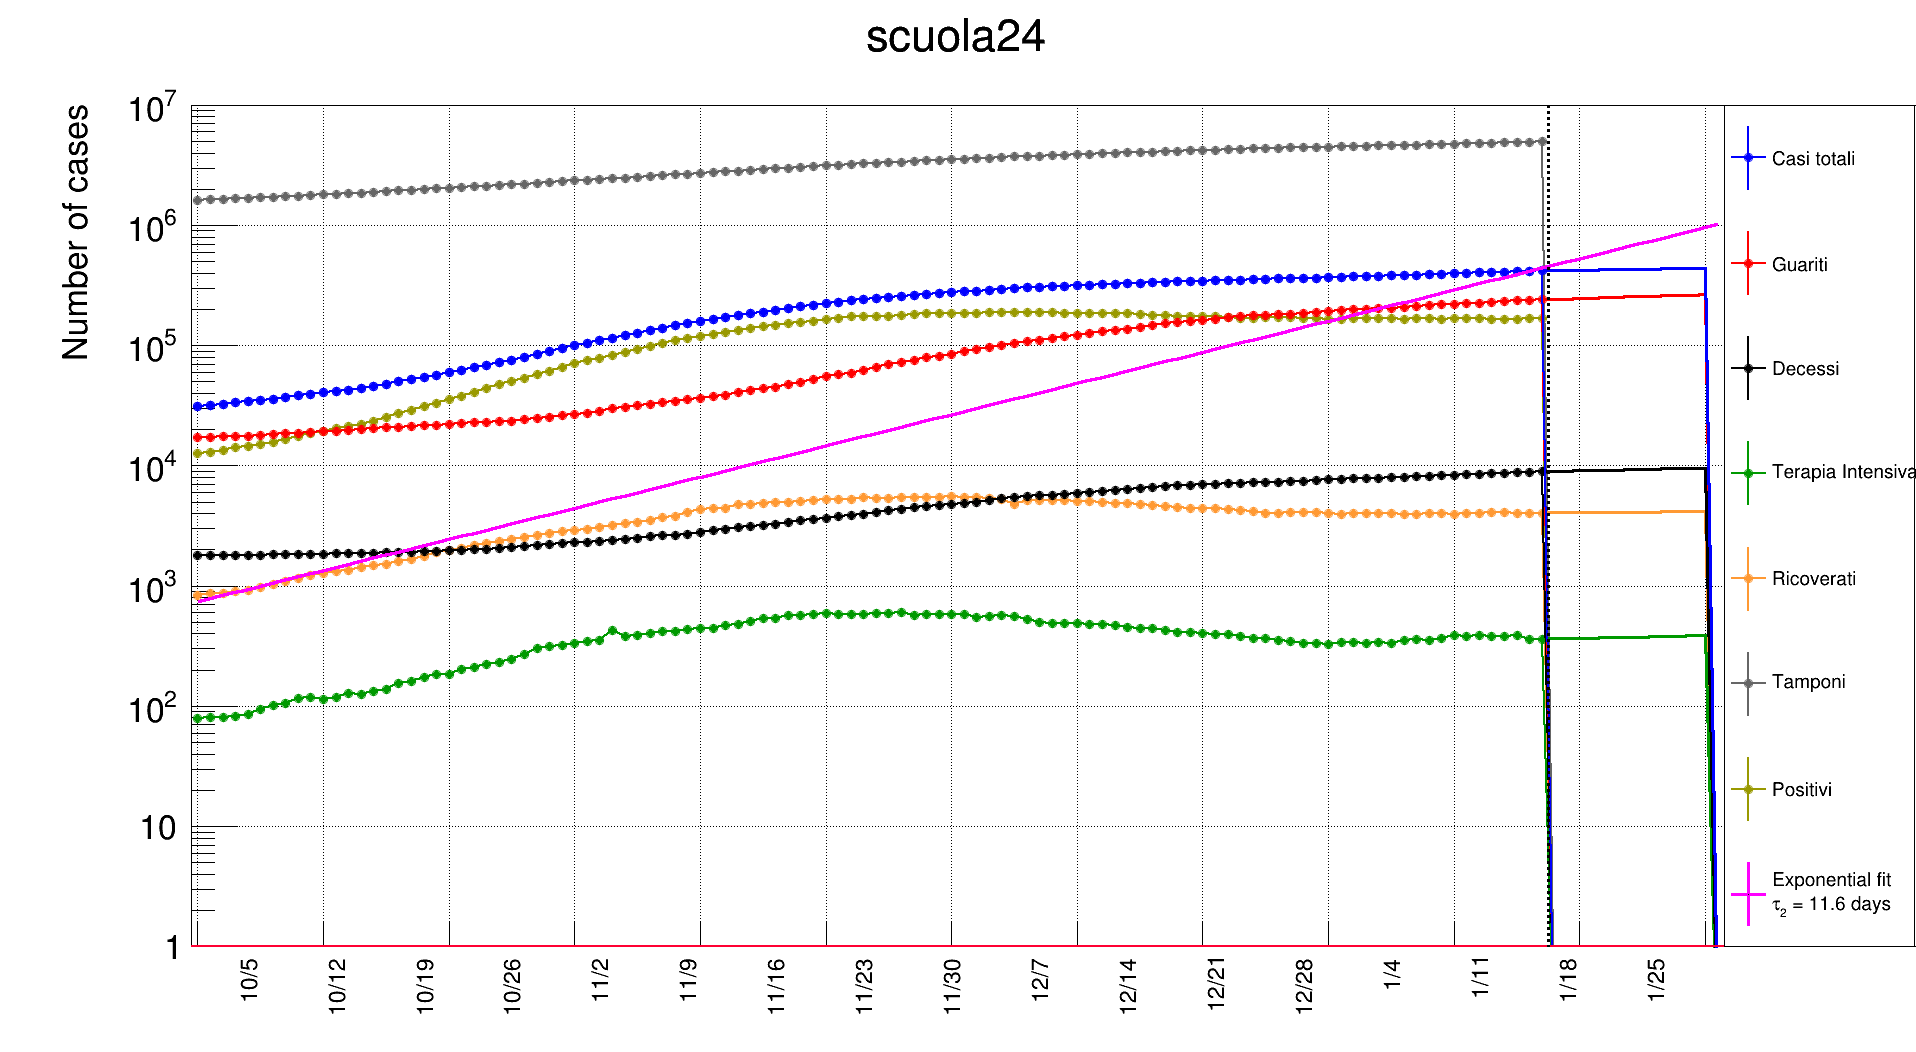 scuola24
Number of cases
10^7
10^6
10^5
10^4
10^3
10^2
10
1
10/5
10/12
10/19
10/26
11/2
11/9
11/16
11/23
11/30
12/7
12/14
12/21
12/28
1/4
1/11
1/18
1/25
Casi totali
Guariti
Decessi
Terapia Intensiva
Ricoverati
Tamponi
Positivi
Exponential fit
τ_2 = 11.6 days